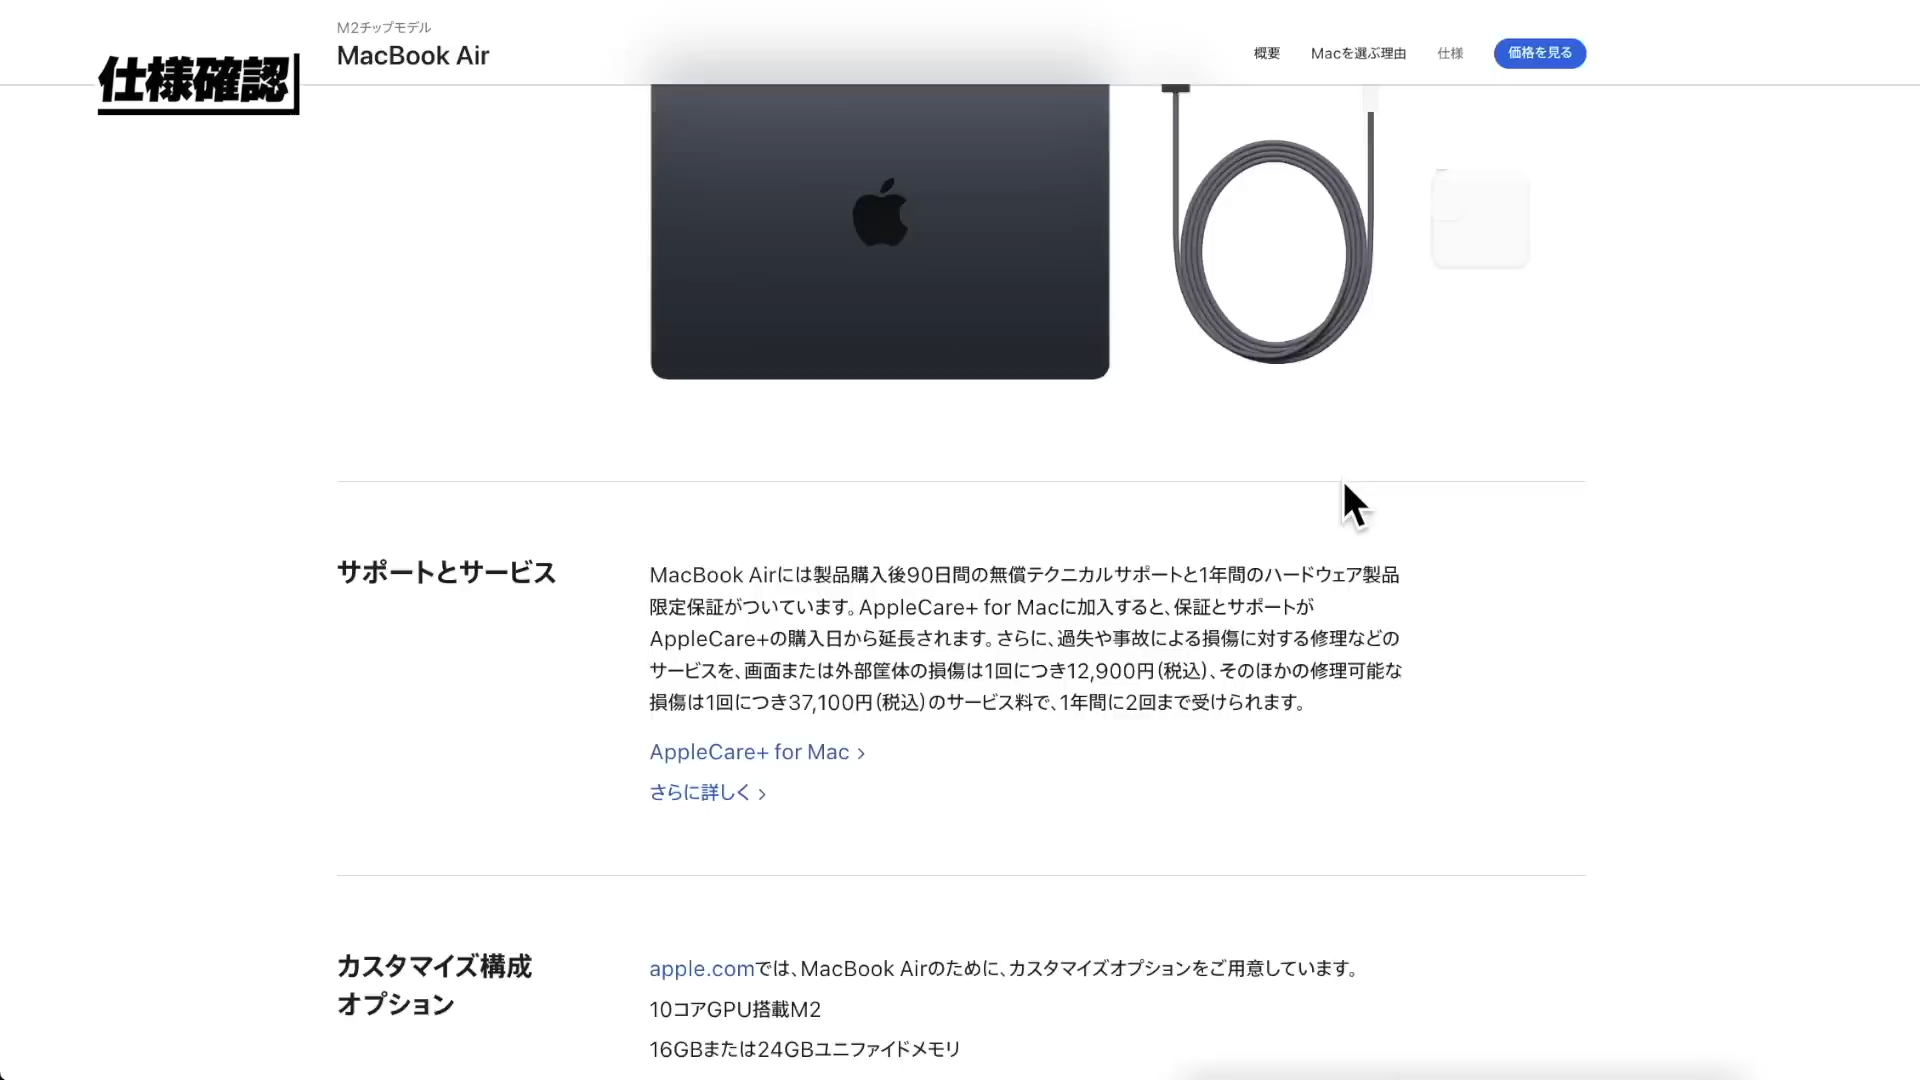 M2チップモデル
MacBook Air
概要
Macを選ぶ理由
仕様
価格を見る
仕様確認
サポートとサービス
MacBook Airには製品購入後90日間の無償テクニカルサポートと1年間のハードウェア製品
限定保証がついています。AppleCare+ for Macに加入すると、保証とサポートが
AppleCare+の購入日から延長されます。さらに、過失や事故による損傷に対する修理などの
サービスを、画面または外部筐体の損傷は1回につき12,900円(税込)、そのほかの修理可能な
損傷は1回につき37,100円(税込)のサービス料で、1年間に2回まで受けられます。
AppleCare+ for Mac >
さらに詳しく >
カスタマイズ構成
オプション
apple.comでは、MacBook Airのために、カスタマイズオプションをご用意しています。
10コアGPU搭載M2
16GBまたは24GBユニファイドメモリ